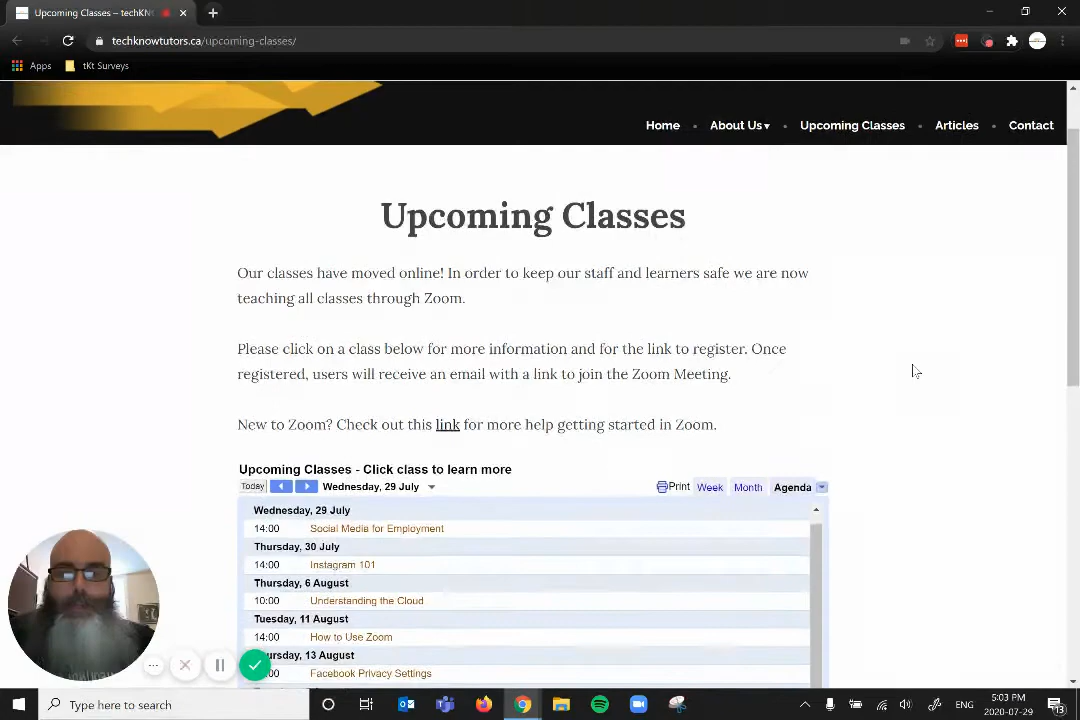 Upcoming Classes – techKN
techknowtutors.ca/upcoming-classes/
Apps
tKt Surveys
Home
About Us
Upcoming Classes
Articles
Contact
Upcoming Classes
Our classes have moved online! In order to keep our staff and learners safe we are now
teaching all classes through Zoom.
Please click on a class below for more information and for the link to register. Once
registered, users will receive an email with a link to join the Zoom Meeting.
New to Zoom? Check out this link for more help getting started in Zoom.
Upcoming Classes - Click class to learn more
Today Wednesday, 29 July Print Week Month Agenda
Wednesday, 29 July
14:00 Social Media for Employment
Thursday, 30 July
14:00 Instagram 101
Thursday, 6 August
10:00 Understanding the Cloud
Tuesday, 11 August
14:00 How to Use Zoom
13 August
Facebook Privacy Settings
Type here to search
ENG
5:03 PM
2020-07-29
13